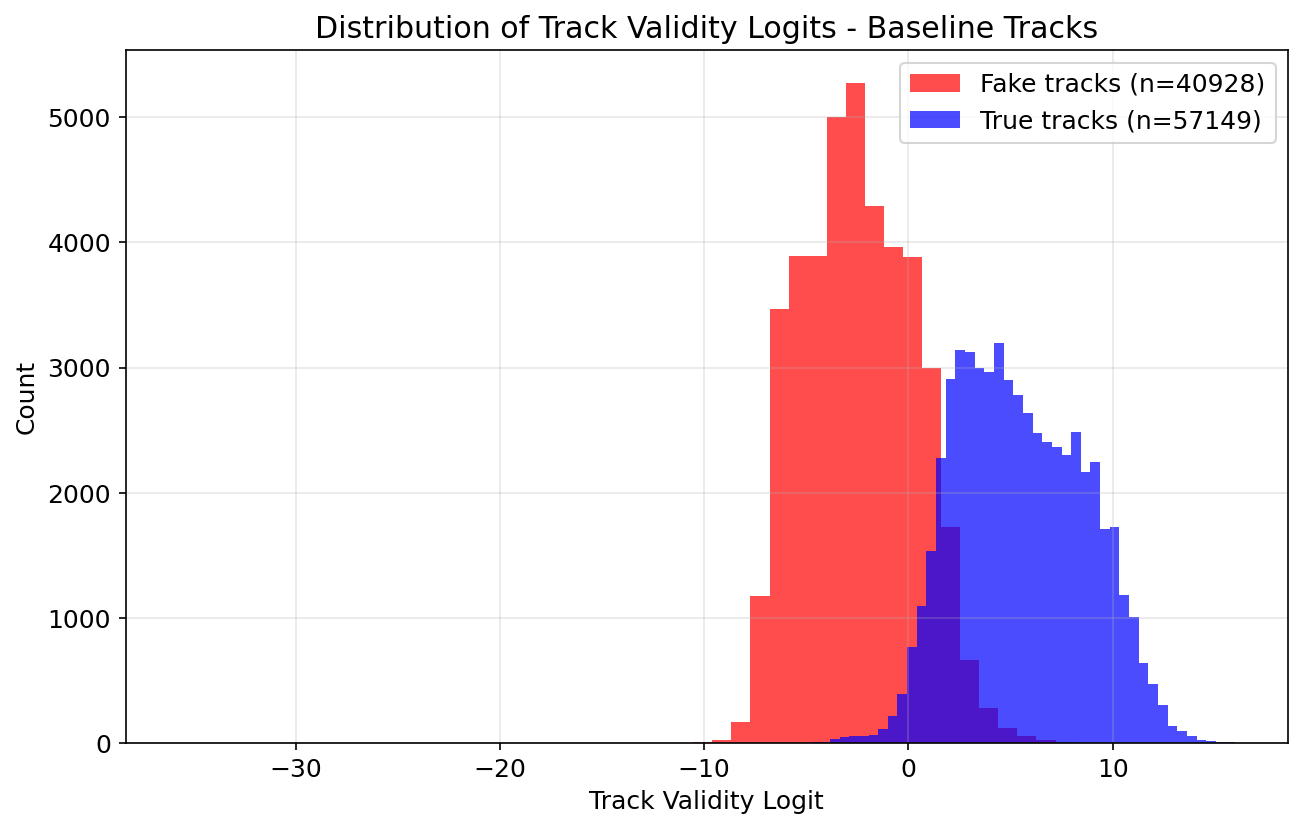 Distribution of Track Validity Logits - Baseline Tracks
Fake tracks (n=40928)
True tracks (n=57149)
5000
4000
3000
2000
1000
0
Count
−30
−20
−10
0
10
Track Validity Logit